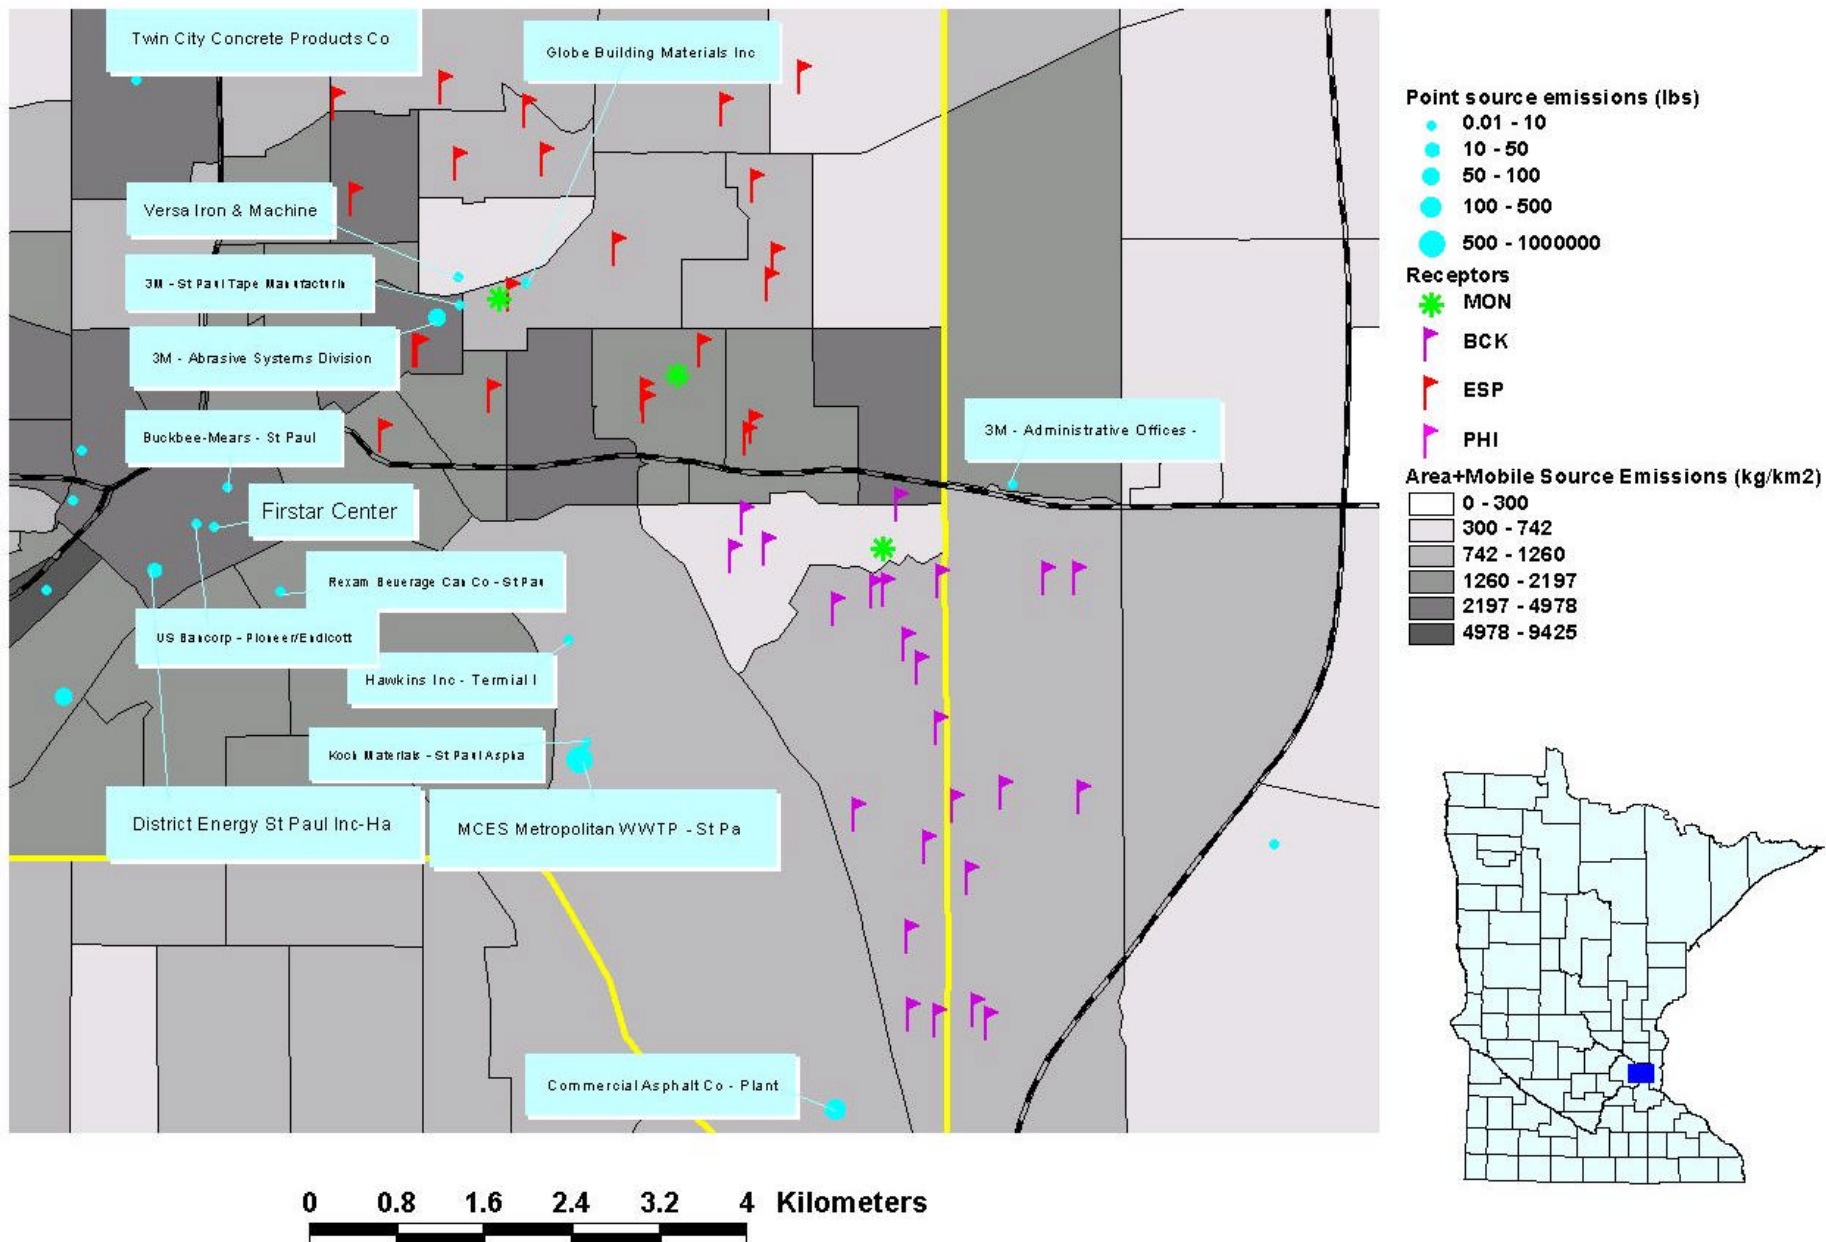 Twin City Concrete Products Co
Globe Building Materials Inc
Versa Iron & Machine
3M - St Paul Tape Manufacturin
3M - Abrasive Systems Division
Buckbee-Mears - St Paul
Firstar Center
3M - Administrative Offices -
Rexam Beverage Can Co - St Pau
US Bancorp - Pioneer/Endicott
Hawkins Inc - Termial I
Koch Materials - St Paul Aspha
District Energy St Paul Inc-Ha
MCES Metropolitan WWTP - St Pa
Commercial Asphalt Co - Plant
Point source emissions (lbs)
0.01 - 10
10 - 50
50 - 100
100 - 500
500 - 1000000
Receptors
MON
BCK
ESP
PHI
Area+Mobile Source Emissions (kg/km2)
0 - 300
300 - 742
742 - 1260
1260 - 2197
2197 - 4978
4978 - 9425
0 0.8 1.6 2.4 3.2 4 Kilometers